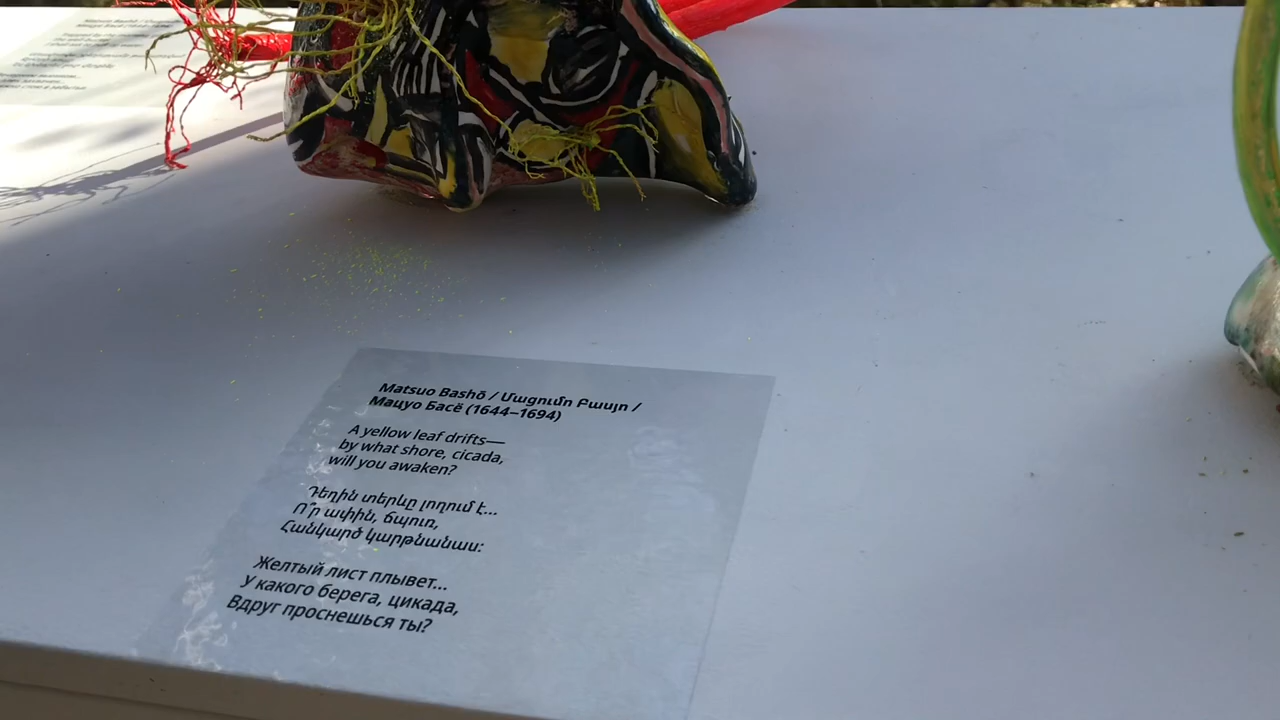 Matsuo Bashō / Մացուո Բասյո /
Мацуо Басё (1644–1694)
A yellow leaf drifts—
by what shore, cicada,
will you awaken?
Դեղին տերևը լողում է...
Ո՞ր ափին, ճպուռ,
Հանկարծ կարթնանաս:
Желтый лист плывет...
У какого берега, цикада,
Вдруг проснешься ты?